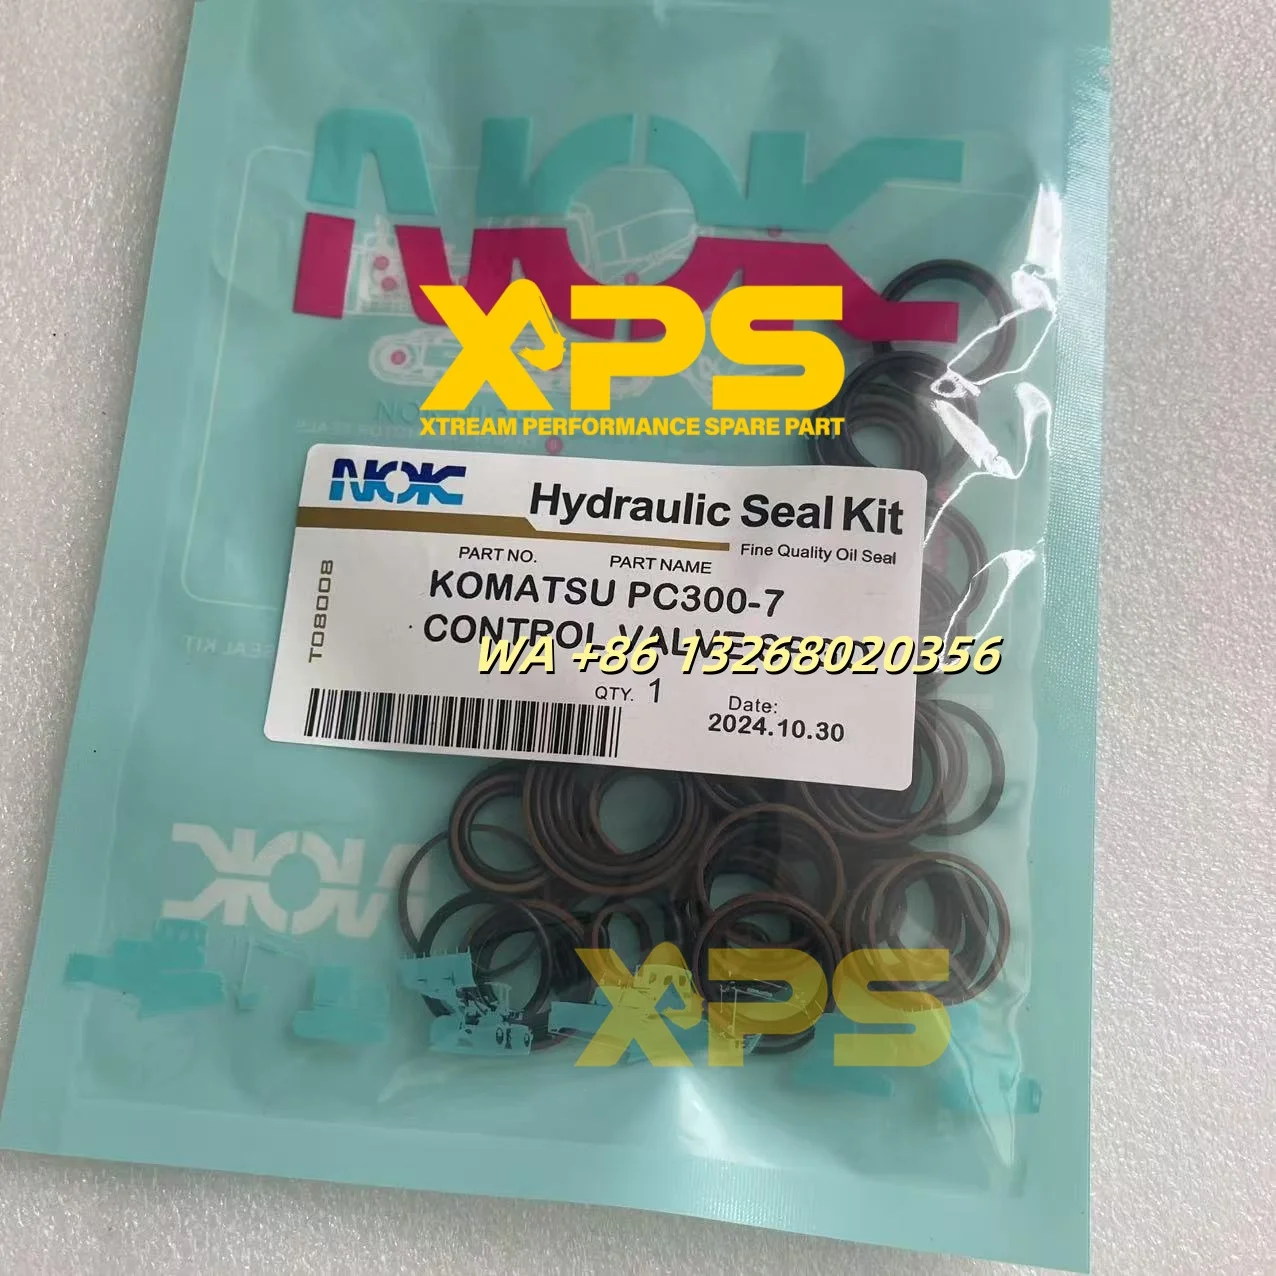 NOK
XPS
XTREAM PERFORMANCE SPARE PART
NOK
Hydraulic Seal Kit
Fine Quality Oil Seal
PART NO.
PART NAME
KOMATSU PC300-7
CONTROL VALVE
WA +86 13268020356
QTY. 1
Date:
2024.10.30
T08008
NOK
XPS